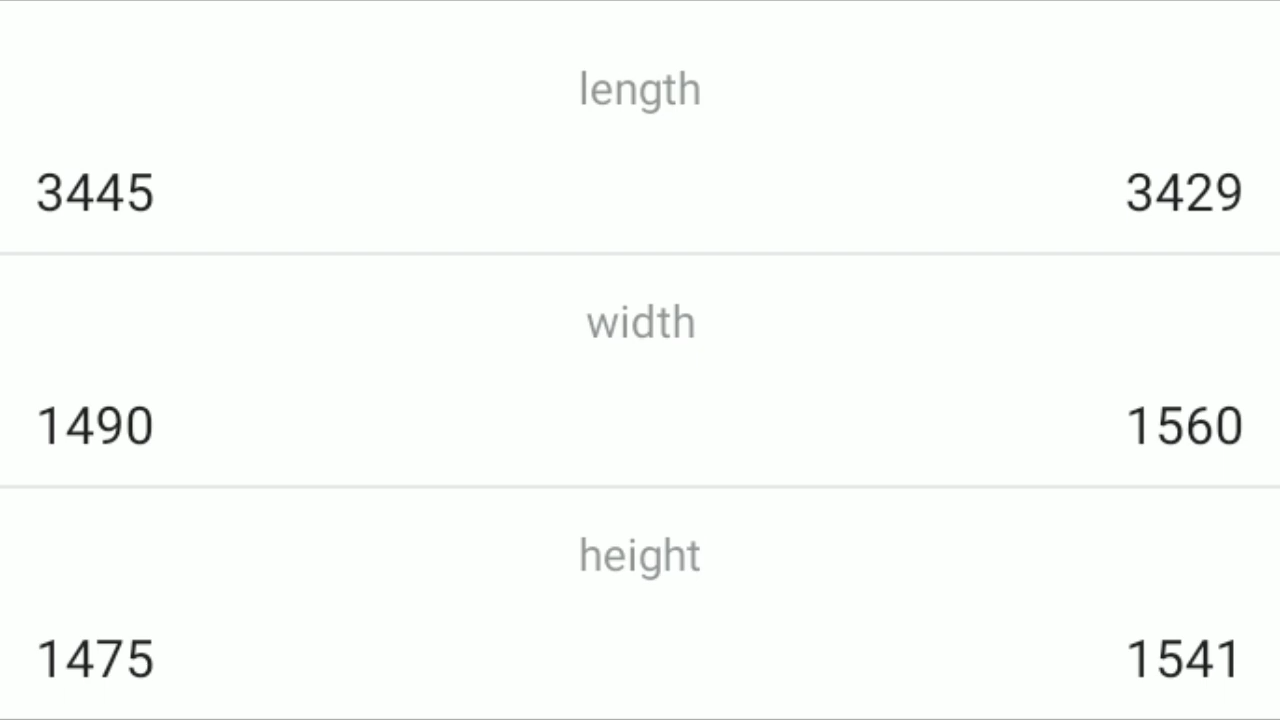 length
3445 3429
width
1490 1560
height
1475 1541